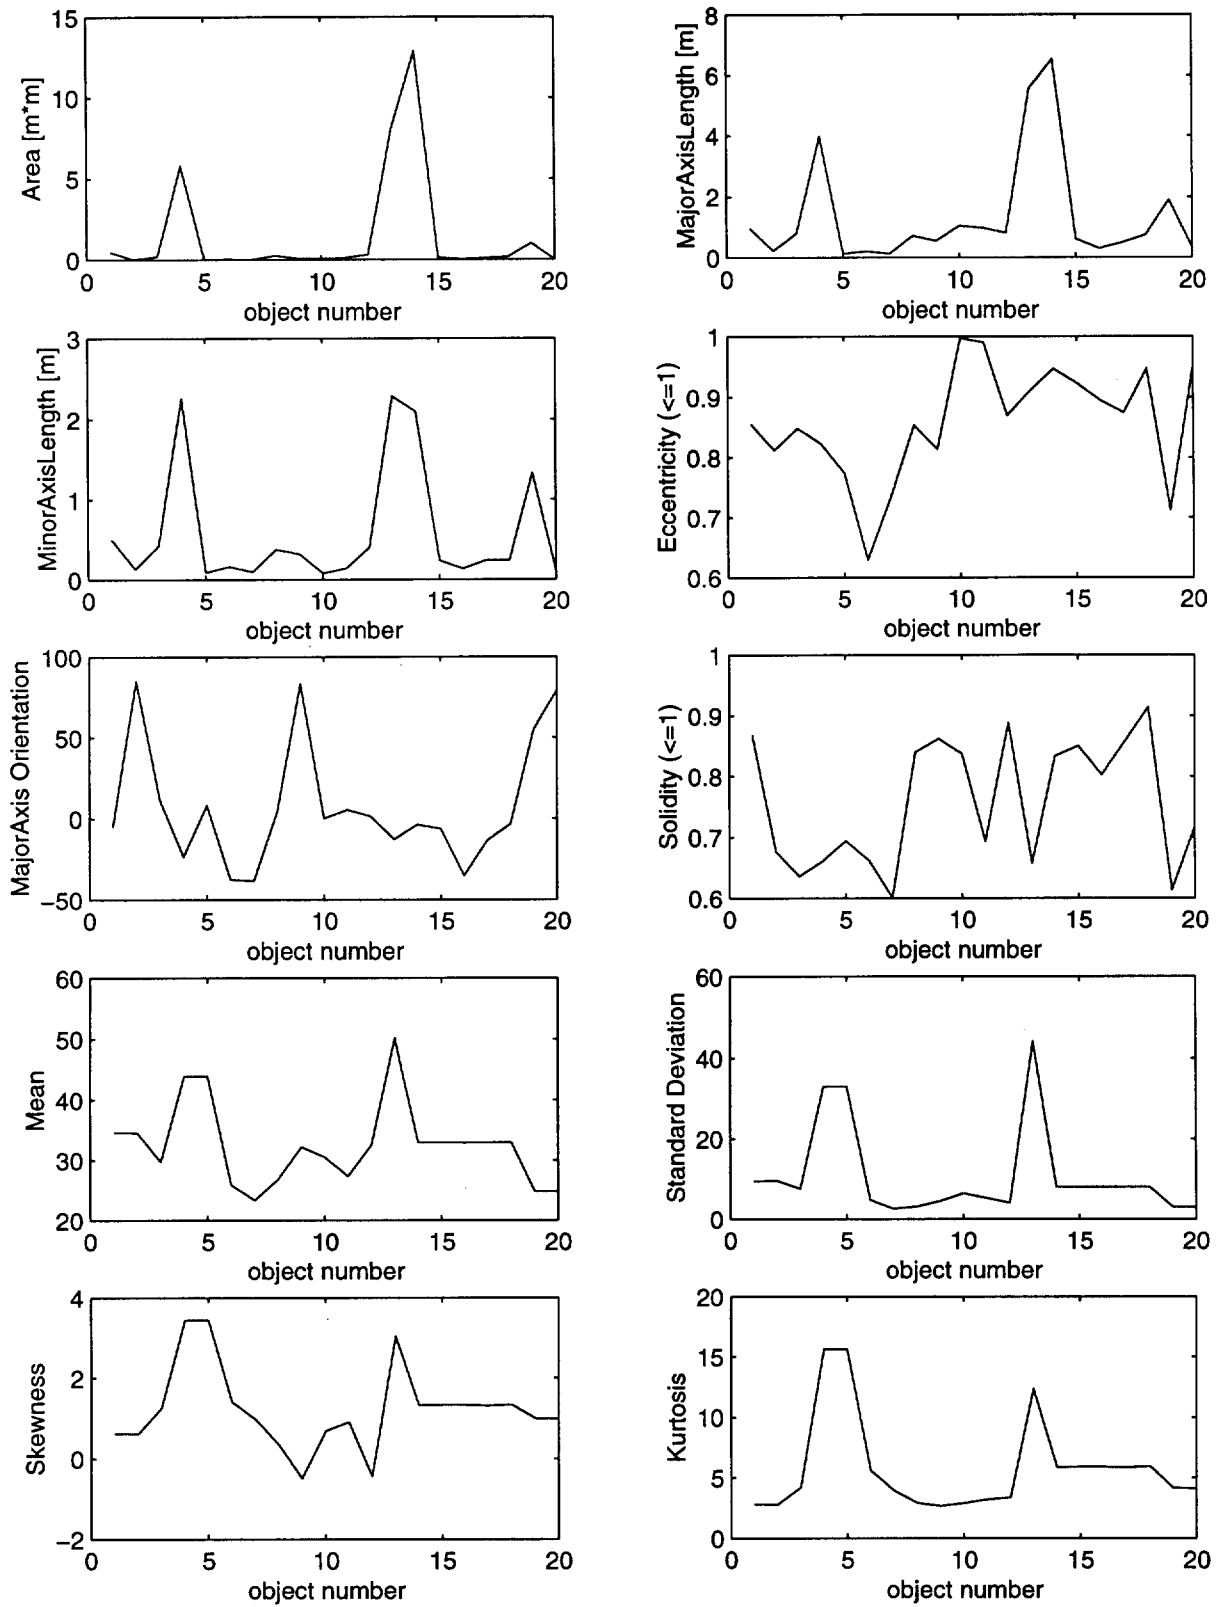 15
10
5
0
Area [m*m]
0 5 10 15 20
object number
8
6
4
2
0
MajorAxisLength [m]
0 5 10 15 20
object number
3
2
1
0
MinorAxisLength [m]
0 5 10 15 20
object number
1
0.9
0.8
0.7
0.6
Eccentricity (<=1)
0 5 10 15 20
object number
100
50
0
−50
MajorAxis Orientation
0 5 10 15 20
object number
1
0.9
0.8
0.7
0.6
Solidity (<=1)
0 5 10 15 20
object number
60
50
40
30
20
Mean
0 5 10 15 20
object number
60
40
20
0
Standard Deviation
0 5 10 15 20
object number
4
2
0
−2
Skewness
0 5 10 15 20
object number
20
15
10
5
0
Kurtosis
0 5 10 15 20
object number